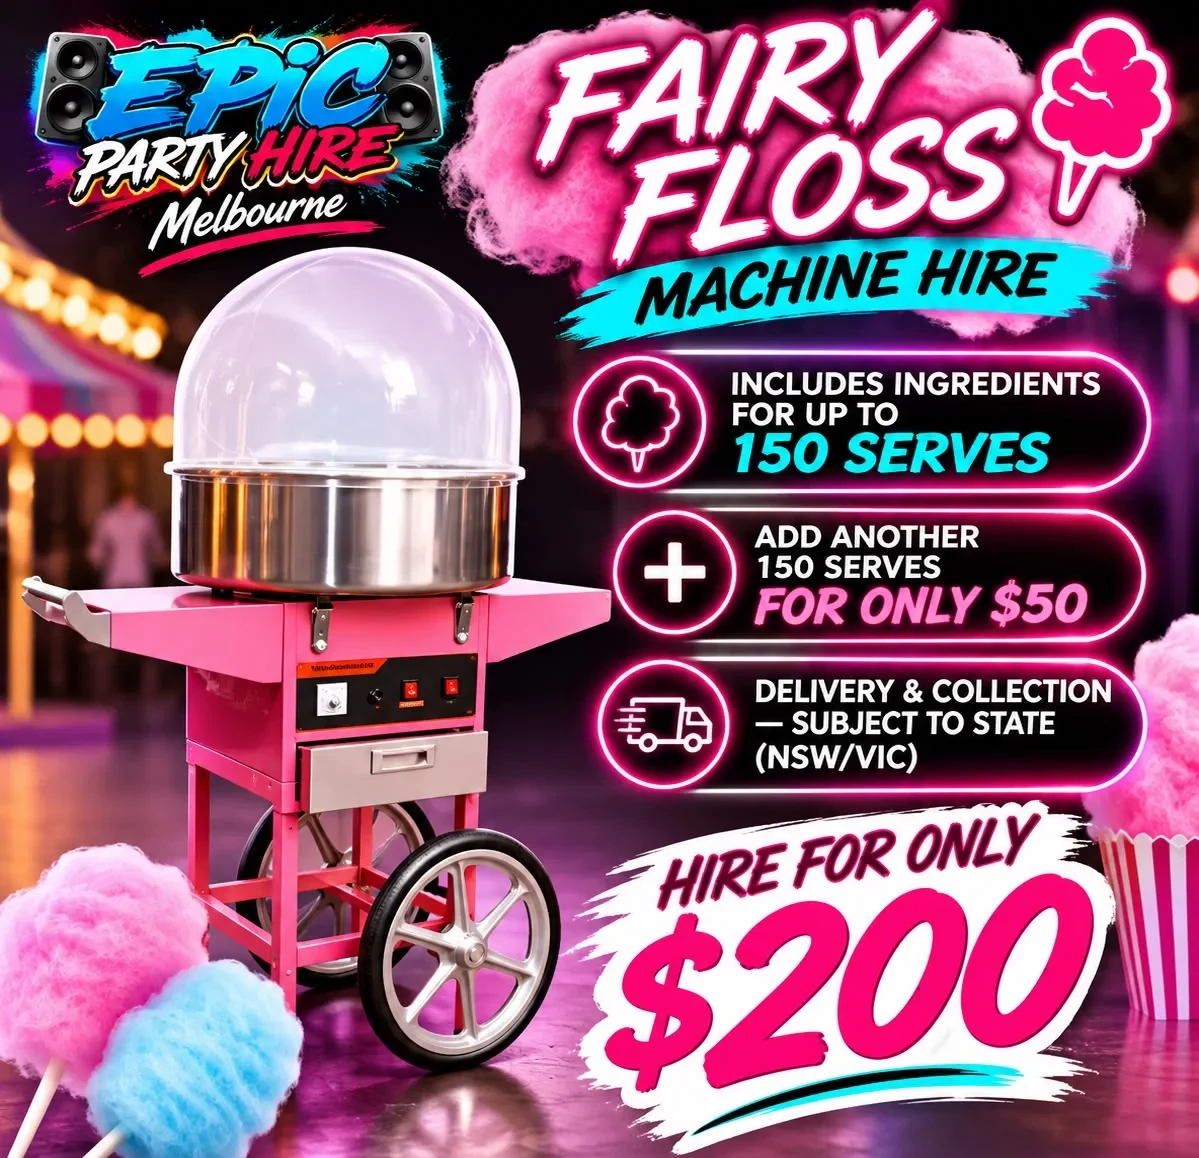 EPiC
PARTY HIRE
Melbourne
FAIRY
FLOSS
MACHINE HIRE
INCLUDES INGREDIENTS
FOR UP TO
150 SERVES
ADD ANOTHER
150 SERVES
FOR ONLY $50
DELIVERY & COLLECTION
— SUBJECT TO STATE
(NSW/VIC)
HIRE FOR ONLY
$200